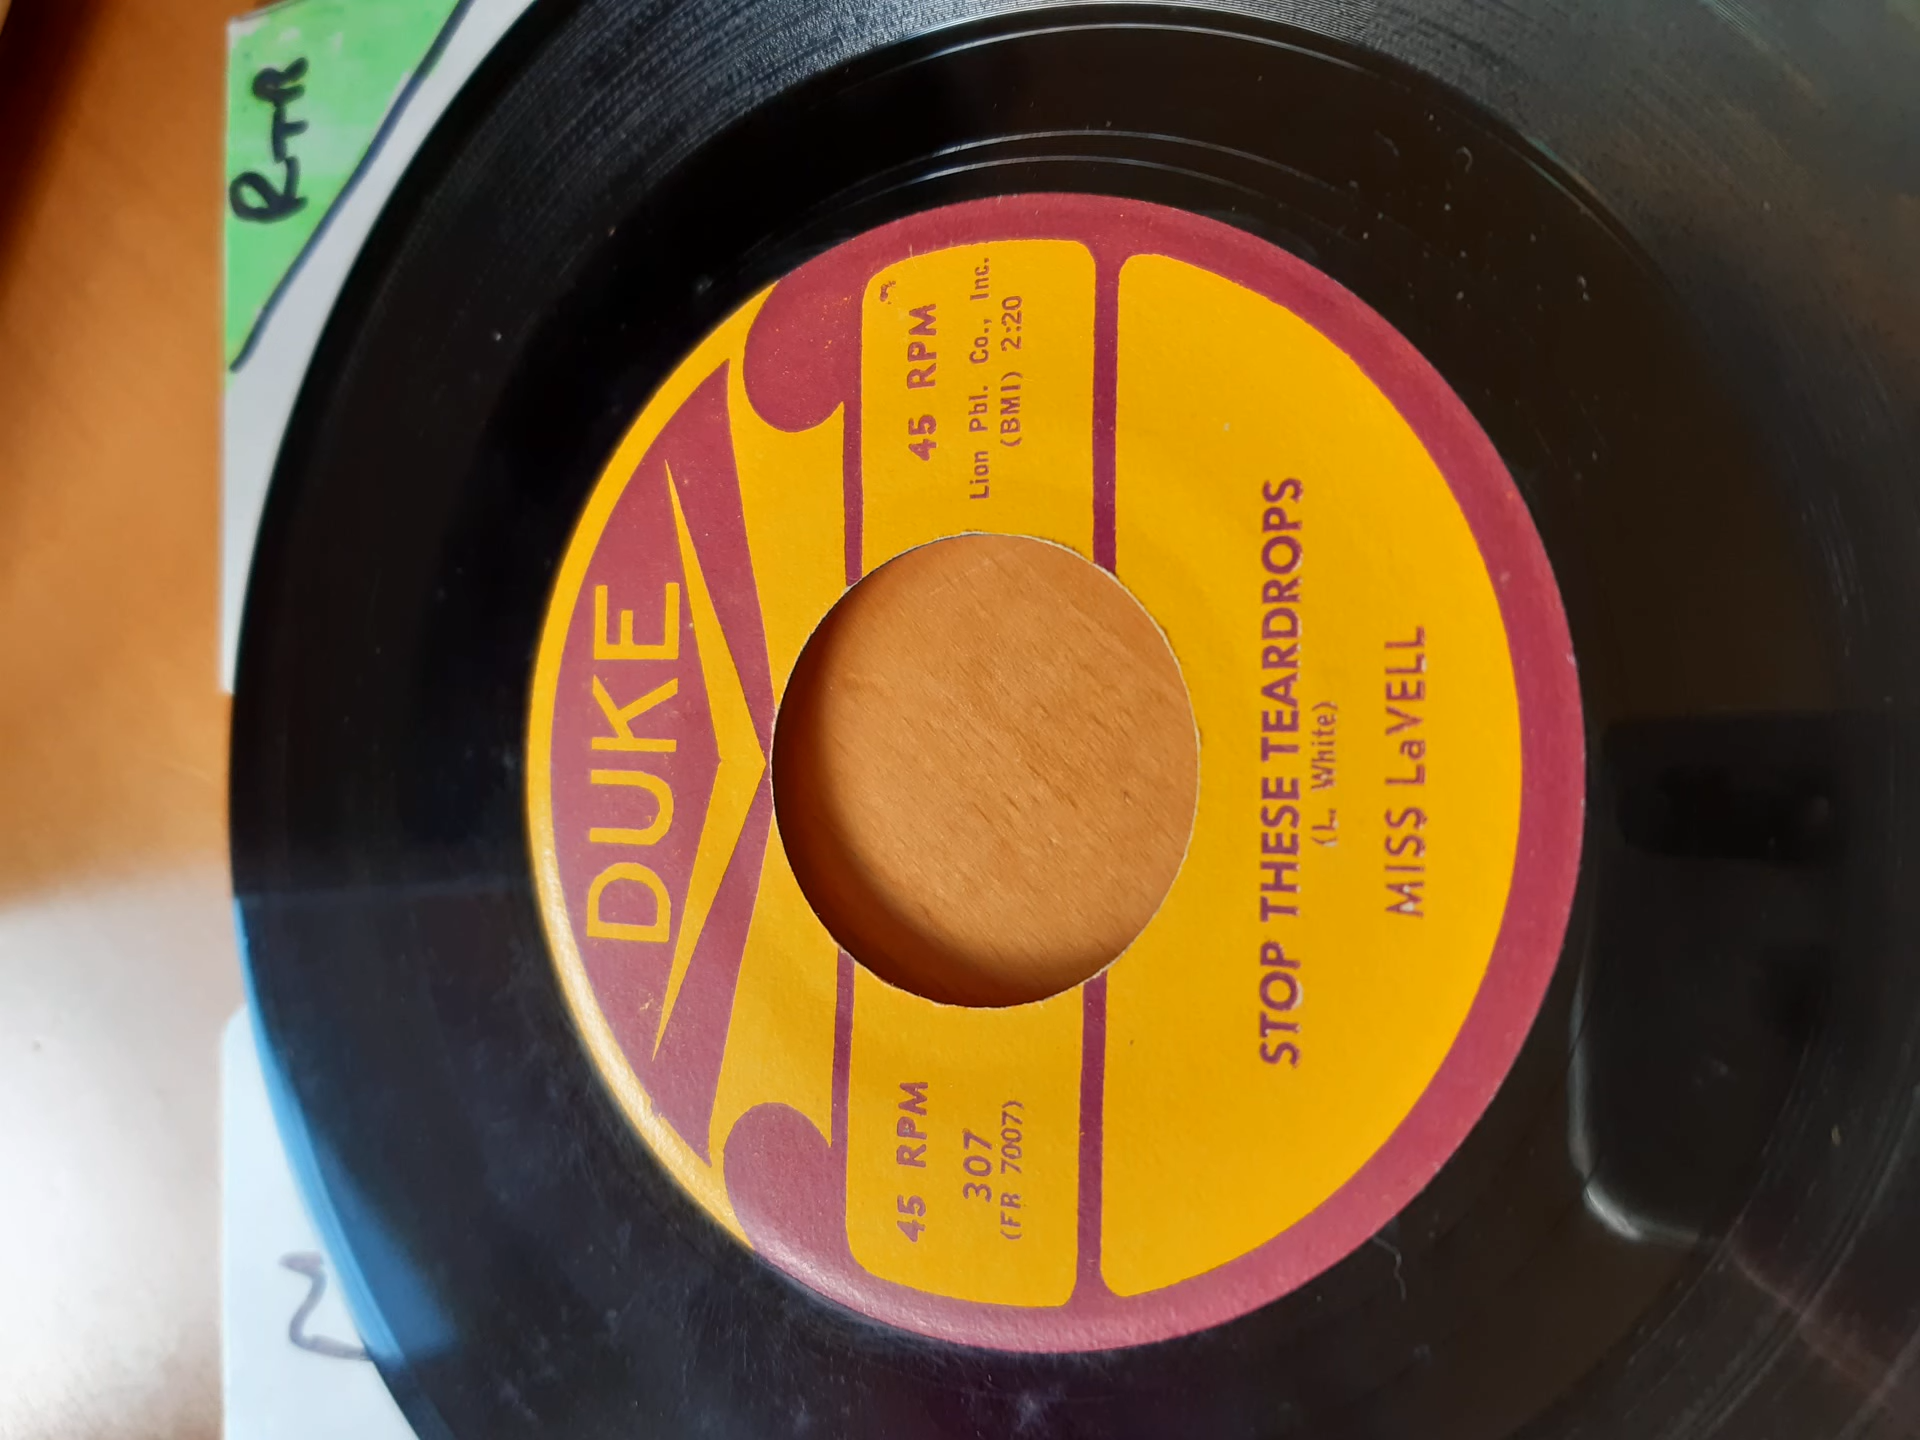 RTR
DUKE
45 RPM
307
(FR 7007)
45 RPM
Lion Pbl. Co., Inc.
(BMI) 2:20
STOP THESE TEARDROPS
(L. White)
MISS LaVELL